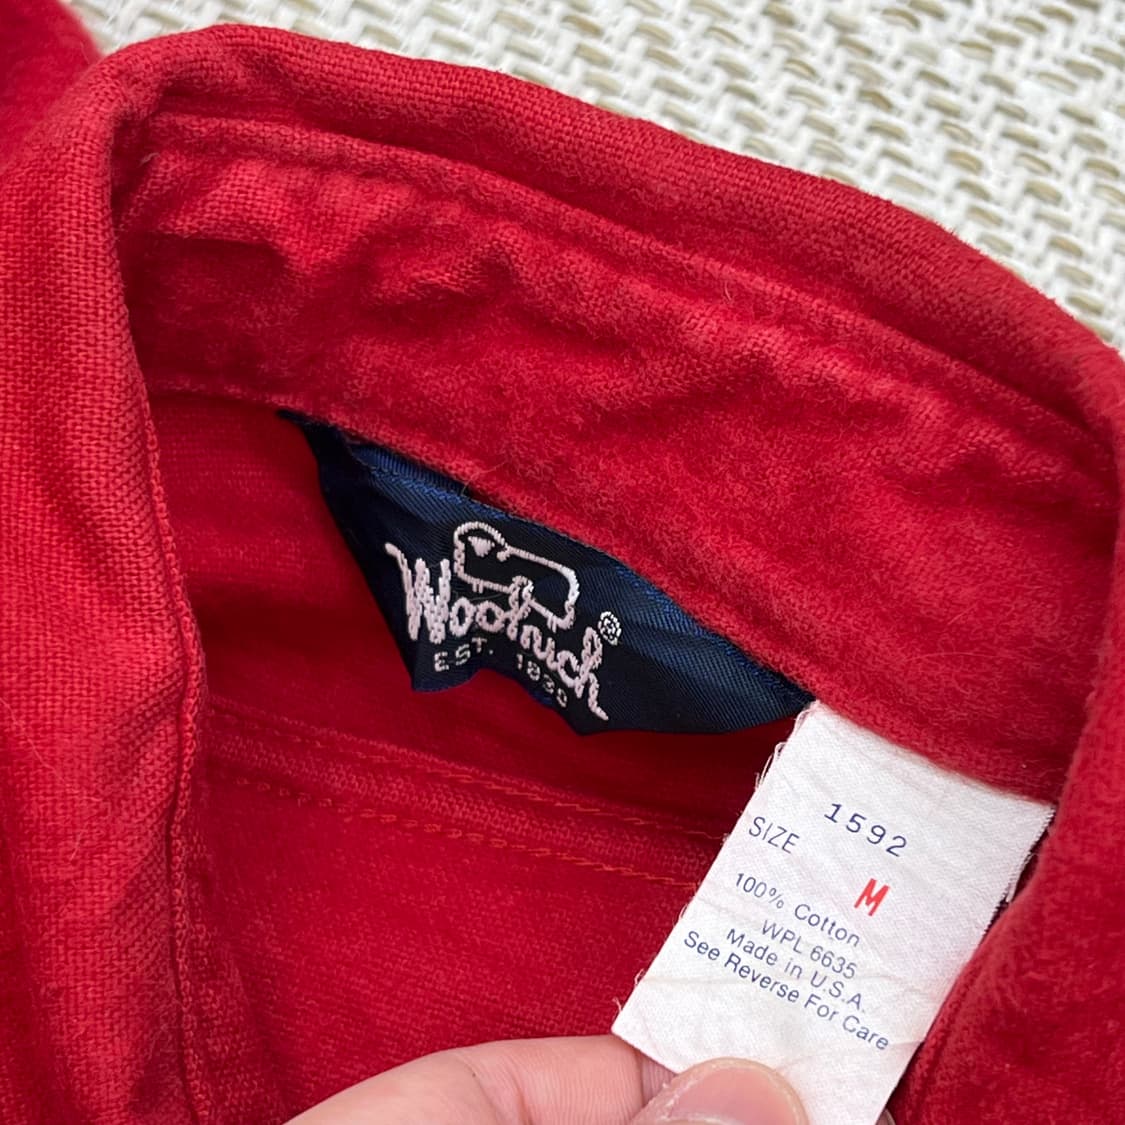 Woolrich®
EST. 1830
1592
SIZE
M
100% Cotton
WPL 6635
Made in U.S.A.
See Reverse For Care